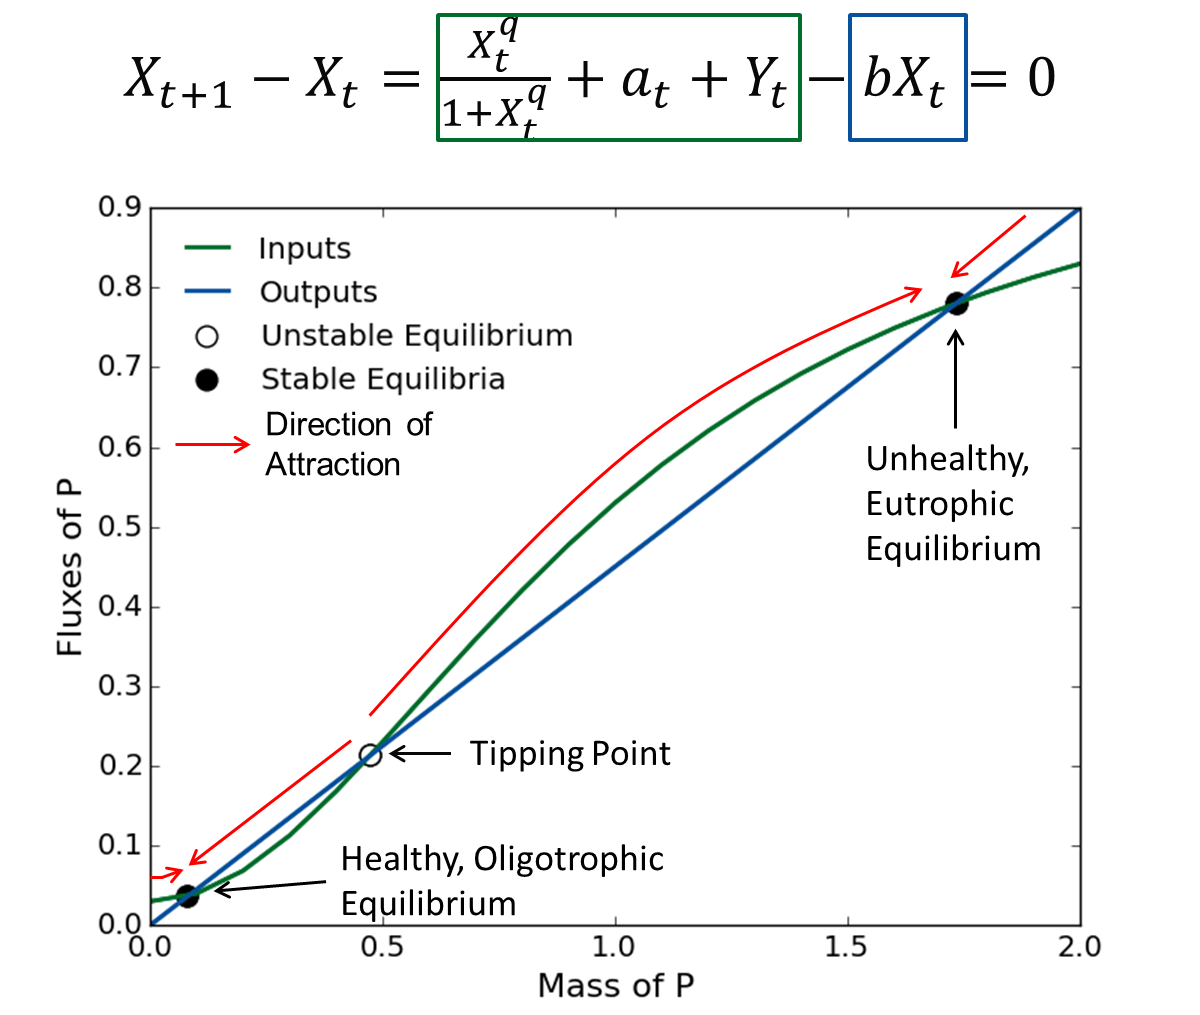 X_{t+1} − X_t = \frac{X_t^q}{1+X_t^q} + a_t + Y_t − bX_t = 0
0.9
0.8
0.7
0.6
0.5
0.4
0.3
0.2
0.1
0.0
Fluxes of P
Inputs
Outputs
Unstable Equilibrium
Stable Equilibria
Direction of
Attraction
Unhealthy,
Eutrophic
Equilibrium
Tipping Point
Healthy, Oligotrophic
Equilibrium
0.0 0.5 1.0 1.5 2.0
Mass of P